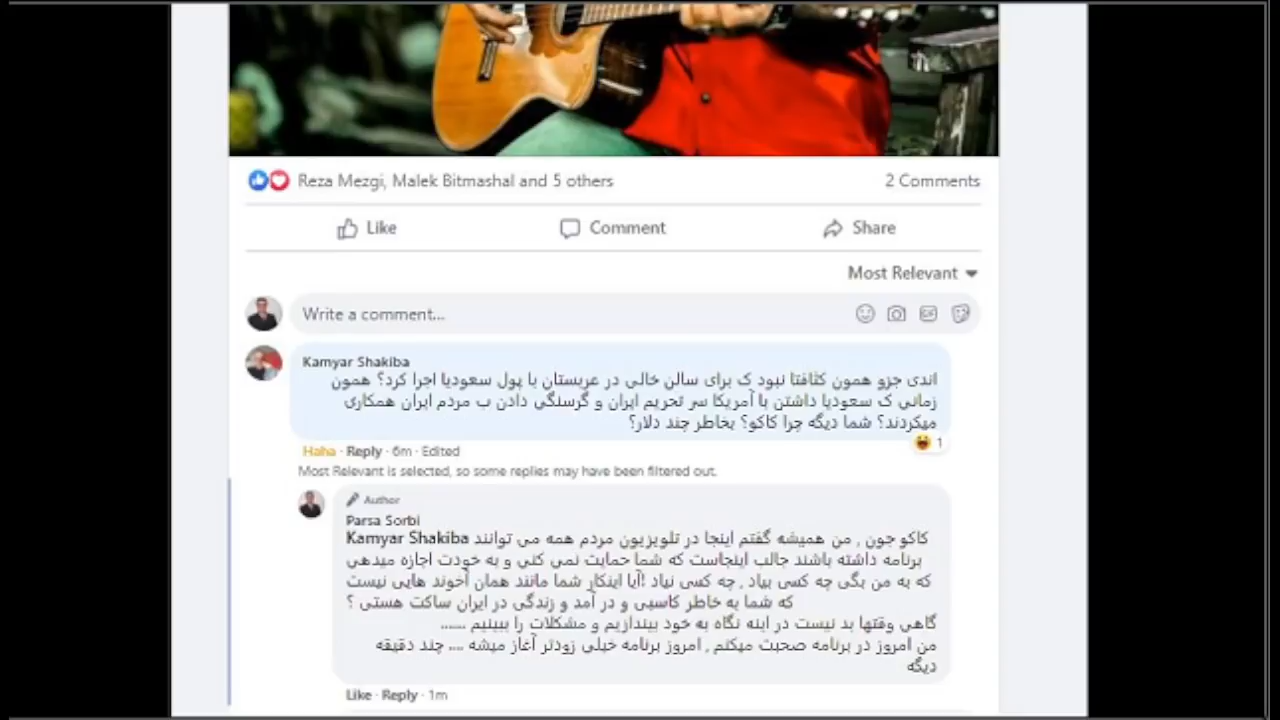 Reza Mezgi, Malek Bitmashal and 5 others
2 Comments
Like
Comment
Share
Most Relevant
Write a comment...
GIF
Kamyar Shakiba
اندی جزو همون کثافتا نبود ک برای سالن خالی در عربستان با پول سعودیا اجرا کرد؟ همون
زمانی ک سعودیا داشتن با آمریکا سر تحریم ایران و گرسنگی دادن ب مردم ایران همکاری
میکردند؟ شما دیگه چرا کاکو؟ بخاطر چند دلار؟
1
Haha · Reply · 6m · Edited
Most Relevant is selected, so some replies may have been filtered out.
Author
Parsa Sorbi
Kamyar Shakiba کاکو جون , من همیشه گفتم اینجا در تلویزیون مردم همه می توانند
برنامه داشته باشند جالب اینجاست که شما حمایت نمی کنی و به خودت اجازه میدهی
که به من بگی چه کسی بیاد , چه کسی نیاد !آیا اینکار شما مانند همان آخوند هایی نیست
که شما به خاطر کاسبی و در آمد و زندگی در ایران ساکت هستی ؟
گاهی وقتها بد نیست در اینه نگاه به خود بیندازیم و مشکلات را ببینیم ......
من امروز در برنامه صحبت میکنم , امروز برنامه خیلی زودتر آغاز میشه .... چند دقیقه
دیگه
Like · Reply · 1m